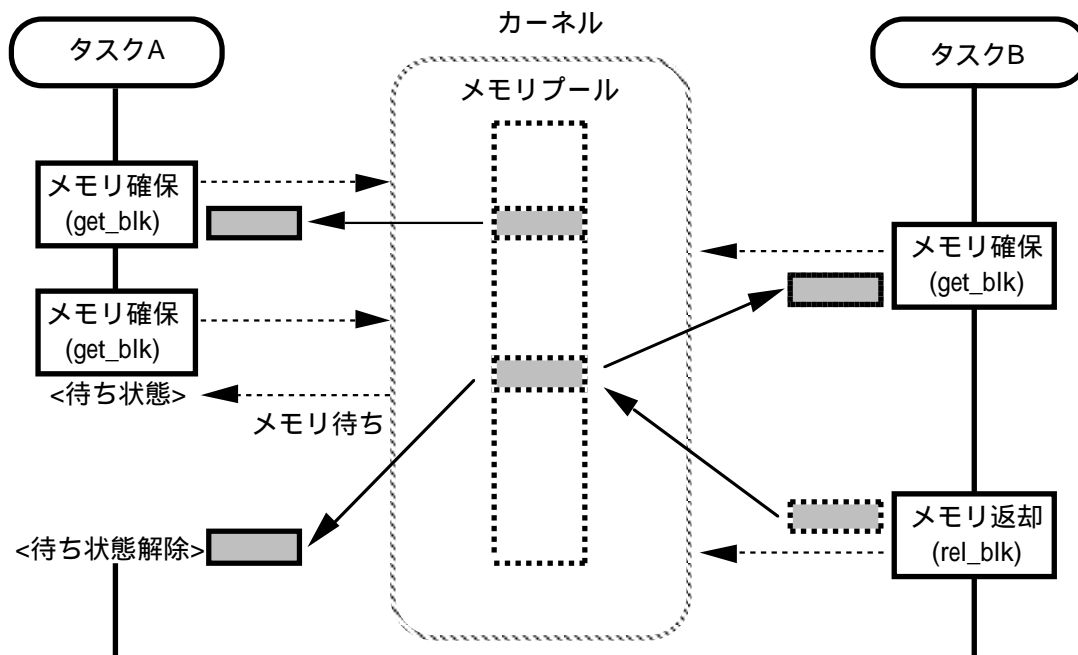 カーネル
タスクA
タスクB
メモリプール
メモリ確保
(get_blk)
メモリ確保
(get_blk)
メモリ確保
(get_blk)
<待ち状態>
メモリ待ち
メモリ返却
(rel_blk)
<待ち状態解除>